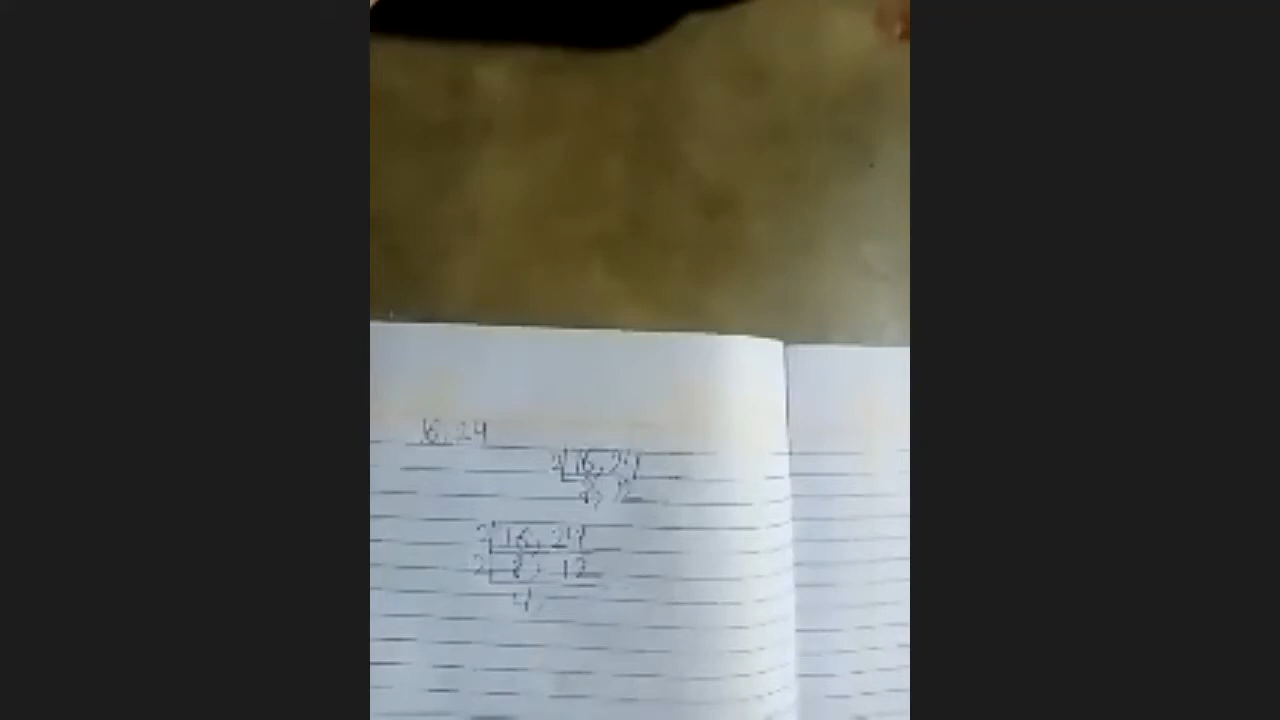 16, 24
2 16, 24
8, 12
2 16, 24
2 8, 12
4,